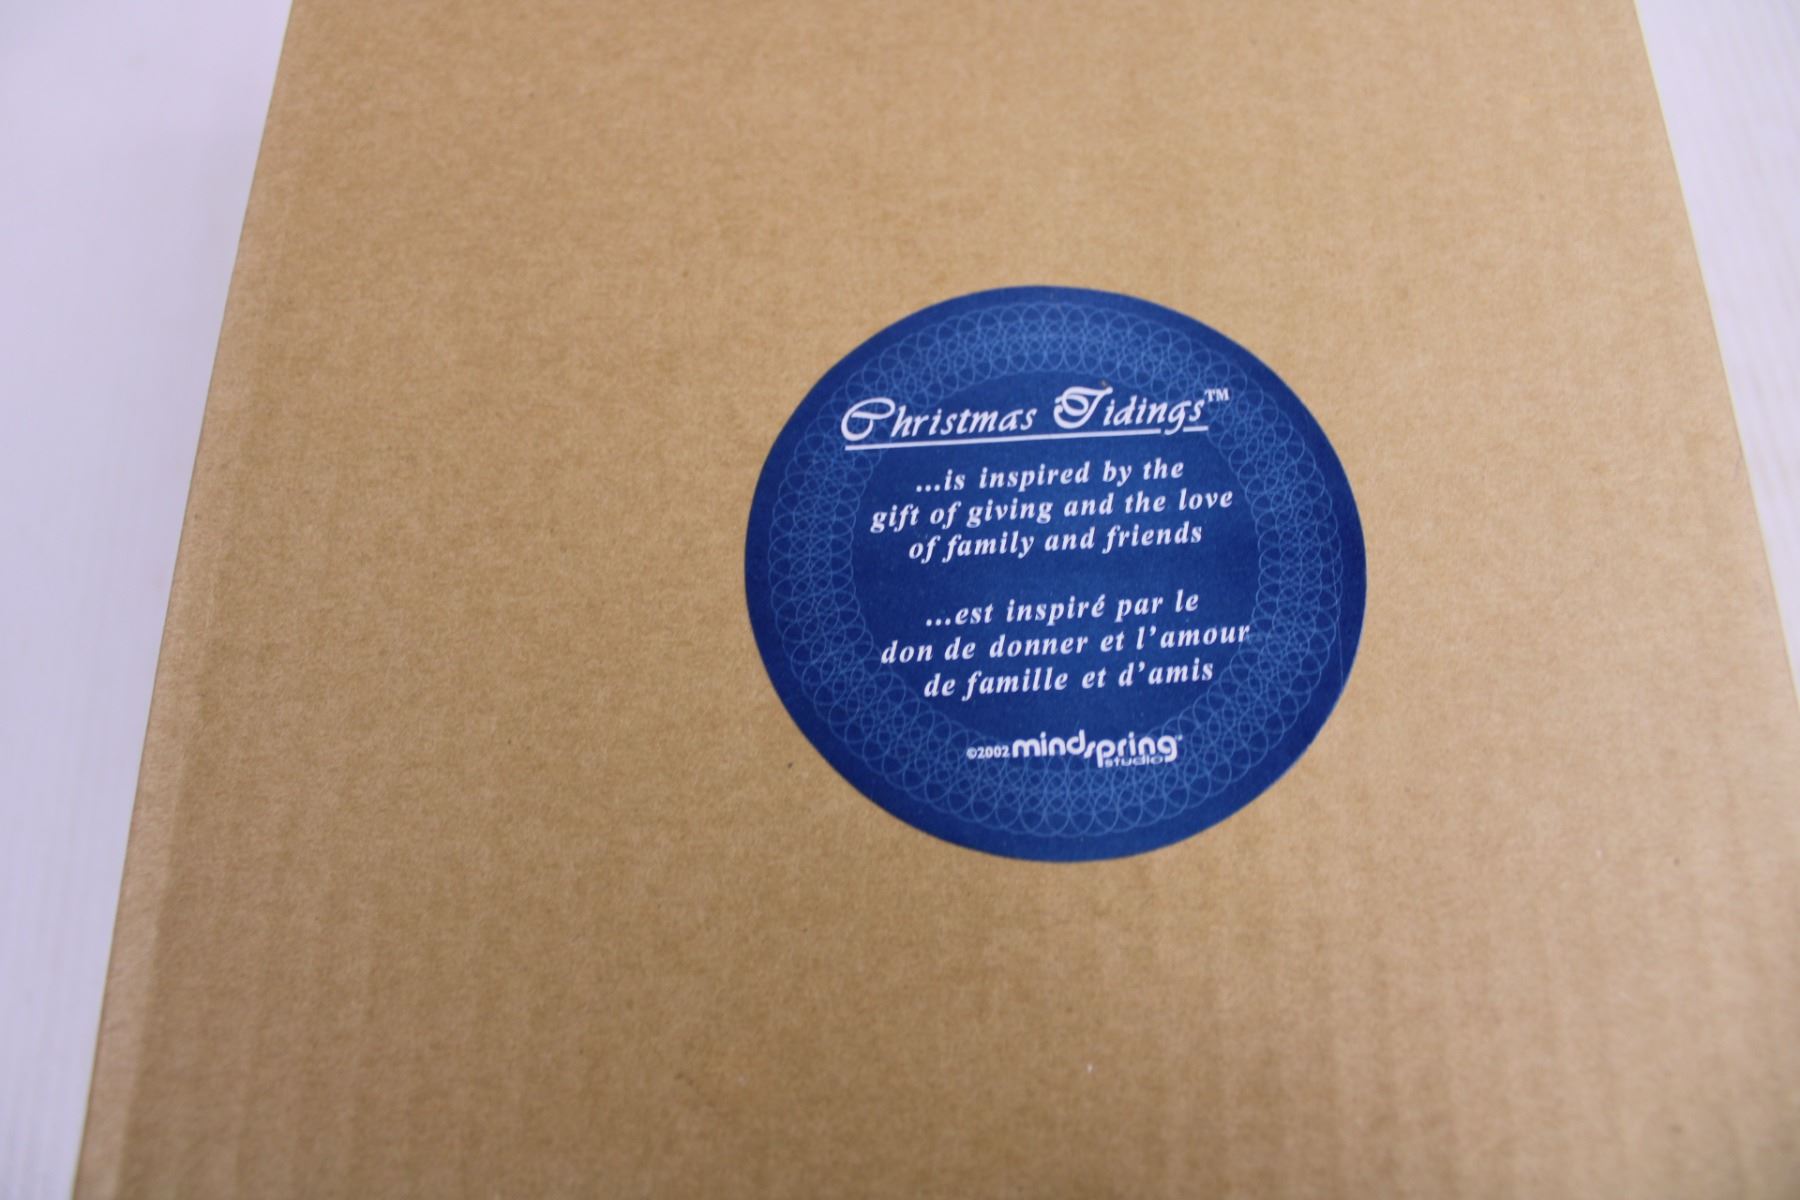 Christmas Tidings™
...is inspired by the
gift of giving and the love
of family and friends
...est inspiré par le
don de donner et l'amour
de famille et d'amis
©2002 mindspring™
studio